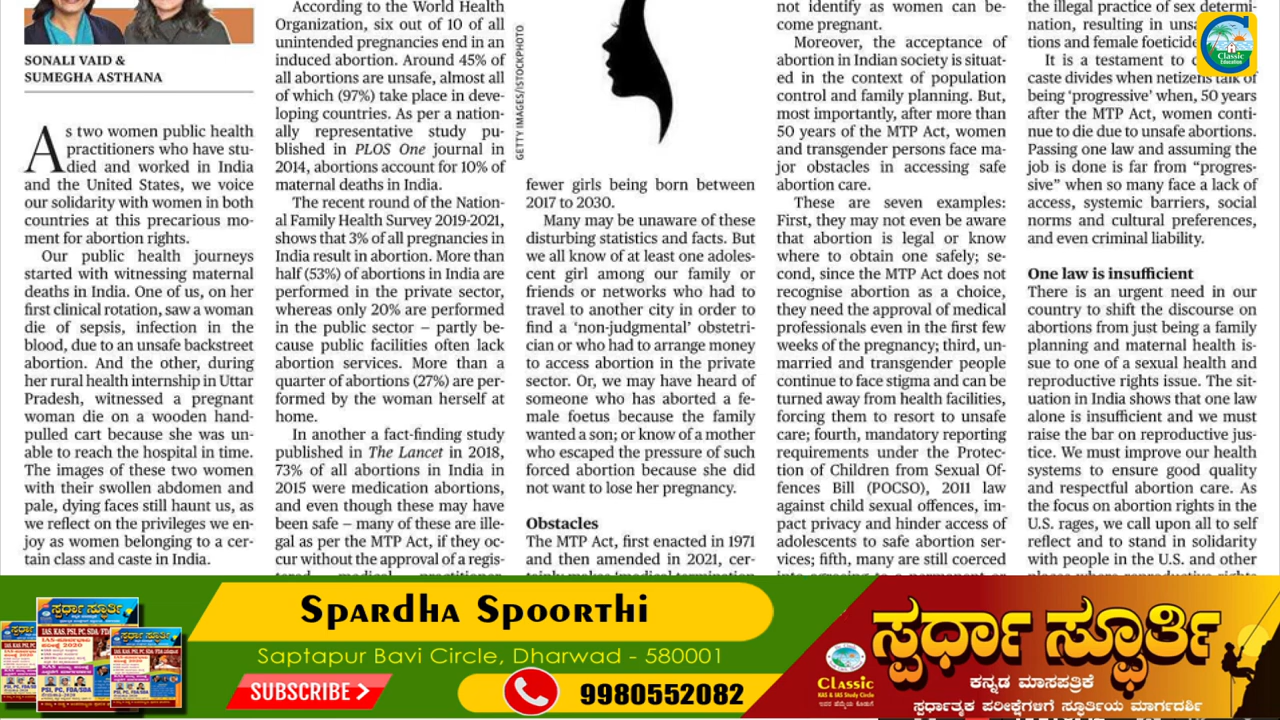 SONALI VAID &
SUMEGHA ASTHANA
As two women public health
practitioners who have stu-
died and worked in India
and the United States, we voice
our solidarity with women in both
countries at this precarious mo-
ment for abortion rights.
Our public health journeys
started with witnessing maternal
deaths in India. One of us, on her
first clinical rotation, saw a woman
die of sepsis, infection in the
blood, due to an unsafe backstreet
abortion. And the other, during
her rural health internship in Uttar
Pradesh, witnessed a pregnant
woman die on a wooden hand-
pulled cart because she was un-
able to reach the hospital in time.
The images of these two women
with their swollen abdomen and
pale, dying faces still haunt us, as
we reflect on the privileges we en-
joy as women belonging to a cer-
tain class and caste in India.
According to the World Health
Organization, six out of 10 of all
unintended pregnancies end in an
induced abortion. Around 45% of
all abortions are unsafe, almost all
of which (97%) take place in deve-
loping countries. As per a nation-
ally representative study pu-
blished in PLOS One journal in
2014, abortions account for 10% of
maternal deaths in India.
The recent round of the Nation-
al Family Health Survey 2019-2021,
shows that 3% of all pregnancies in
India result in abortion. More than
half (53%) of abortions in India are
performed in the private sector,
whereas only 20% are performed
in the public sector – partly be-
cause public facilities often lack
abortion services. More than a
quarter of abortions (27%) are per-
formed by the woman herself at
home.
In another a fact-finding study
published in The Lancet in 2018,
73% of all abortions in India in
2015 were medication abortions,
and even though these may have
been safe – many of these are ille-
gal as per the MTP Act, if they oc-
cur without the approval of a regis-
GETTY IMAGES/ISTOCKPHOTO
fewer girls being born between
2017 to 2030.
Many may be unaware of these
disturbing statistics and facts. But
we all know of at least one adoles-
cent girl among our family or
friends or networks who had to
travel to another city in order to
find a ‘non-judgmental’ obstetri-
cian or who had to arrange money
to access abortion in the private
sector. Or, we may have heard of
someone who has aborted a fe-
male foetus because the family
wanted a son; or know of a mother
who escaped the pressure of such
forced abortion because she did
not want to lose her pregnancy.
Obstacles
The MTP Act, first enacted in 1971
and then amended in 2021, cer-
not identify as women can be-
come pregnant.
Moreover, the acceptance of
abortion in Indian society is situat-
ed in the context of population
control and family planning. But,
most importantly, after more than
50 years of the MTP Act, women
and transgender persons face ma-
jor obstacles in accessing safe
abortion care.
These are seven examples:
First, they may not even be aware
that abortion is legal or know
where to obtain one safely; se-
cond, since the MTP Act does not
recognise abortion as a choice,
they need the approval of medical
professionals even in the first few
weeks of the pregnancy; third, un-
married and transgender people
continue to face stigma and can be
turned away from health facilities,
forcing them to resort to unsafe
care; fourth, mandatory reporting
requirements under the Protec-
tion of Children from Sexual Of-
fences Bill (POCSO), 2011 law
against child sexual offences, im-
pact privacy and hinder access of
adolescents to safe abortion ser-
vices; fifth, many are still coerced
the illegal practice of sex determi-
nation, resulting in
tions and female foeticide
It is a testament to
caste divides when netizens talk of
being ‘progressive’ when, 50 years
after the MTP Act, women conti-
nue to die due to unsafe abortions.
Passing one law and assuming the
job is done is far from “progres-
sive” when so many face a lack of
access, systemic barriers, social
norms and cultural preferences,
and even criminal liability.
One law is insufficient
There is an urgent need in our
country to shift the discourse on
abortions from just being a family
planning and maternal health is-
sue to one of a sexual health and
reproductive rights issue. The sit-
uation in India shows that one law
alone is insufficient and we must
raise the bar on reproductive jus-
tice. We must improve our health
systems to ensure good quality
and respectful abortion care. As
the focus on abortion rights in the
U.S. rages, we call upon all to self
reflect and to stand in solidarity
with people in the U.S. and other
Classic
Education
Spardha Spoorthi
Saptapur Bavi Circle, Dharwad - 580001
SUBSCRIBE
9980552082
ಸ್ಪರ್ಧಾ ಸ್ಫೂರ್ತಿ
ಕನ್ನಡ ಮಾಸಪತ್ರಿಕೆ
ಸ್ಪರ್ಧಾತ್ಮಕ ಪರೀಕ್ಷೆಗಳಿಗೆ ಸ್ಫೂರ್ತಿಯ ಮಾರ್ಗದರ್ಶಿ
Classic
KAS & IAS Study Circle